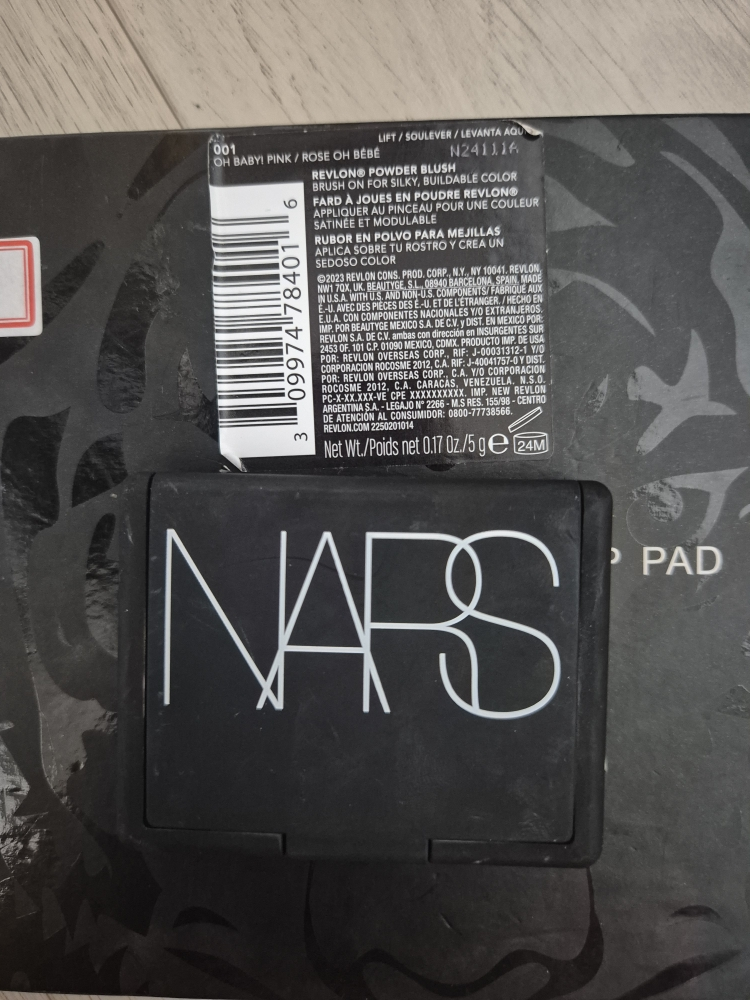 LIFT / SOULEVER / LEVANTA
001
OH BABY! PINK / ROSE OH BÉBÉ
N24111A
REVLON® POWDER BLUSH
BRUSH ON FOR SILKY, BUILDABLE COLOR
FARD À JOUES EN POUDRE REVLON®
APPLIQUER AU PINCEAU POUR UNE COULEUR
SATINÉE ET MODULABLE
RUBOR EN POLVO PARA MEJILLAS
APLICA SOBRE TU ROSTRO Y CREA UN
SEDOSO COLOR
©2023 REVLON CONS. PROD. CORP., N.Y., NY 10041. REVLON,
NW1 7QX, UK. BEAUTYGE, S.L., 08940 BARCELONA, SPAIN. MADE
IN U.S.A. WITH U.S. AND NON-U.S. COMPONENTS/ FABRIQUÉ AUX
É.-U. AVEC DES PIÈCES DES É.-U. ET DE L'ÉTRANGER. / HECHO EN
E.U.A. CON COMPONENTES NACIONALES Y/O EXTRANJEROS.
IMP. POR BEAUTYGE MEXICO S.A. DE C.V. y DIST. EN MEXICO POR:
REVLON S.A. DE C.V. ambas con dirección en INSURGENTES SUR
2453 OF. 101 C.P. 01090 MEXICO, CDMX. PRODUCTO IMP. DE USA
POR: REVLON OVERSEAS CORP., RIF: J-00031312-1 Y/O
CORPORACION ROCOSME 2012, C.A. RIF: J-40041757-0 Y DIST.
POR: REVLON OVERSEAS CORP., C.A. Y/O CORPORACION
ROCOSME 2012, C.A. CARACAS, VENEZUELA. N.S.O.
PC-X-XX.XXX-VE CPE XXXXXXXXXX. IMP. NEW REVLON
ARGENTINA S.A. - LEGAJO N° 2266 - M.S RES. 155/98 - CENTRO
DE ATENCIÓN AL CONSUMIDOR: 0800-77738566.
REVLON.COM 2250201014
Net Wt./Poids net 0.17 Oz./5 g e 24M
3 09974 78401 6
NARS
P PAD